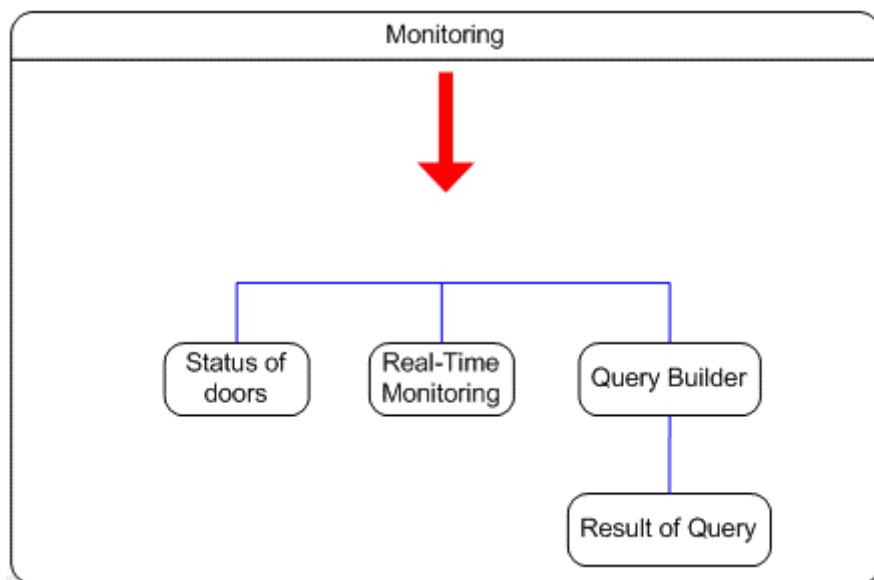 Monitoring
Status of
doors
Real-Time
Monitoring
Query Builder
Result of Query